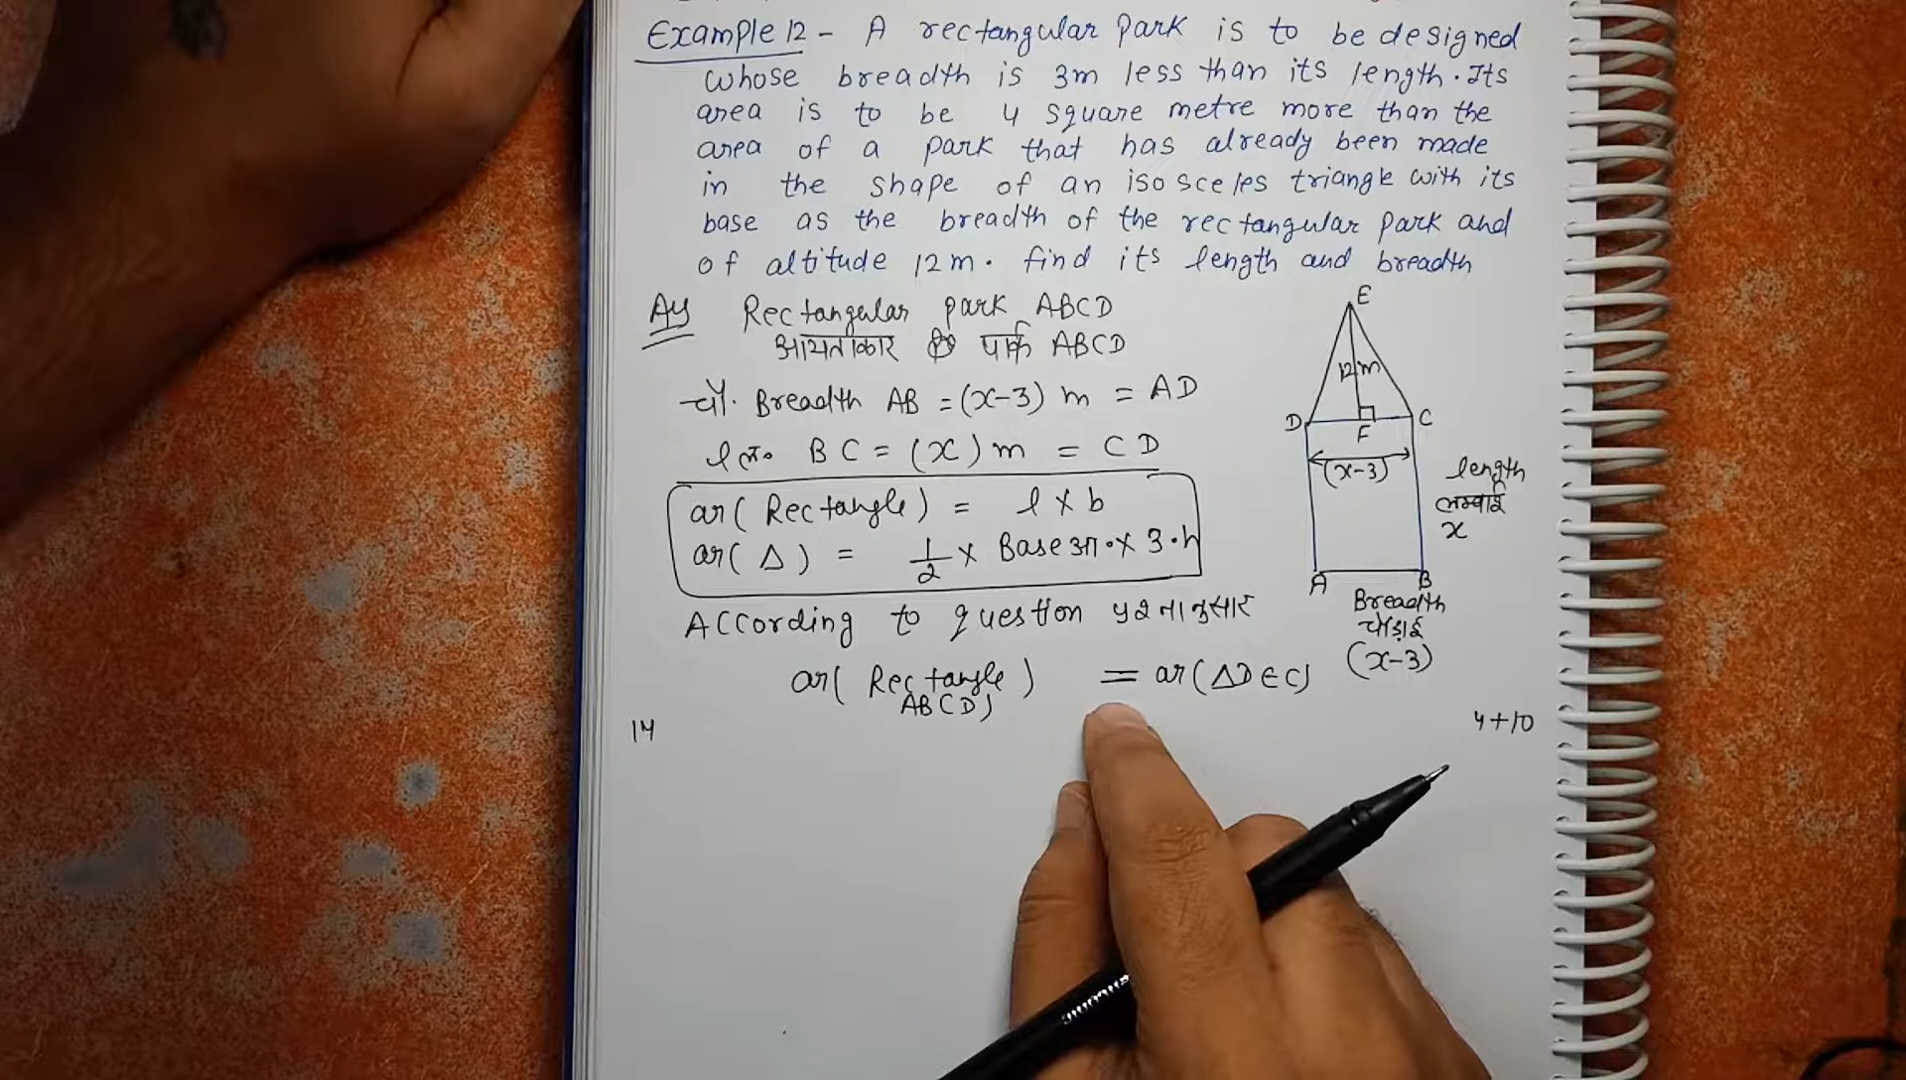 Example 12 - A rectangular park is to be designed
whose breadth is 3m less than its length. Its
area is to be 4 square metre more than the
area of a park that has already been made
in the shape of an isosceles triangle with its
base as the breadth of the rectangular park and
of altitude 12m. find its length and breadth
Rectangular park ABCD
आयताकार पार्क ABCD
चौ. Breadth AB = (x-3) m = AD
BC = (x) m = CD
ar( Rectangle ) = l x b
ar( Δ ) = 1/2 x Base आ. x उ.h
According to question प्रश्नानुसार
ar( Rectangle ABCD) = ar(ΔDEC)
14
4+10
E
12m
D
F
C
(x-3)
length
लम्बाई
x
A
B
Breadth
चौड़ाई
(x-3)